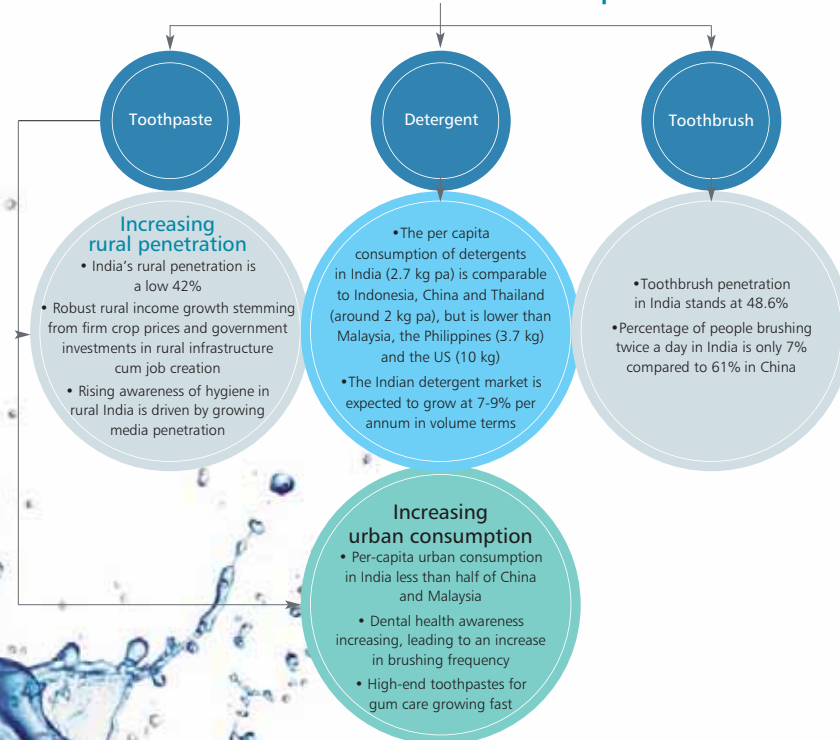 Toothpaste
Detergent
Toothbrush
Increasing
rural penetration
• India's rural penetration is
a low 42%
• Robust rural income growth stemming
from firm crop prices and government
investments in rural infrastructure
cum job creation
• Rising awareness of hygiene in
rural India is driven by growing
media penetration
•The per capita
consumption of detergents
in India (2.7 kg pa) is comparable
to Indonesia, China and Thailand
(around 2 kg pa), but is lower than
Malaysia, the Philippines (3.7 kg)
and the US (10 kg)
•The Indian detergent market is
expected to grow at 7-9% per
annum in volume terms
•Toothbrush penetration
in India stands at 48.6%
•Percentage of people brushing
twice a day in India is only 7%
compared to 61% in China
Increasing
urban consumption
• Per-capita urban consumption
in India less than half of China
and Malaysia
• Dental health awareness
increasing, leading to an increase
in brushing frequency
• High-end toothpastes for
gum care growing fast